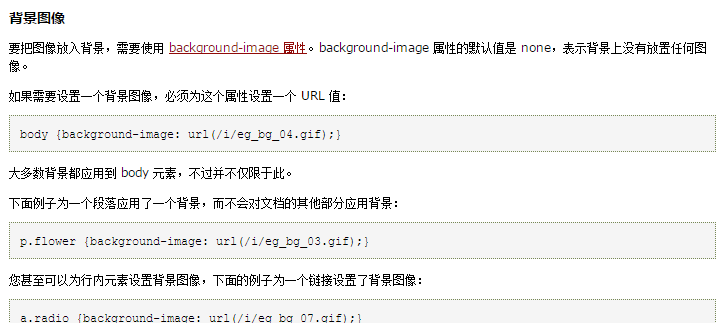 背景图像
要把图像放入背景，需要使用 background-image 属性。background-image 属性的默认值是 none，表示背景上没有放置任何图
像。
如果需要设置一个背景图像，必须为这个属性设置一个 URL 值：
body {background-image: url(/i/eg_bg_04.gif);}
大多数背景都应用到 body 元素，不过并不仅限于此。
下面例子为一个段落应用了一个背景，而不会对文档的其他部分应用背景：
p.flower {background-image: url(/i/eg_bg_03.gif);}
您甚至可以为行内元素设置背景图像，下面的例子为一个链接设置了背景图像：
a.radio {background-image: url(/i/eg_bg_07.gif);}